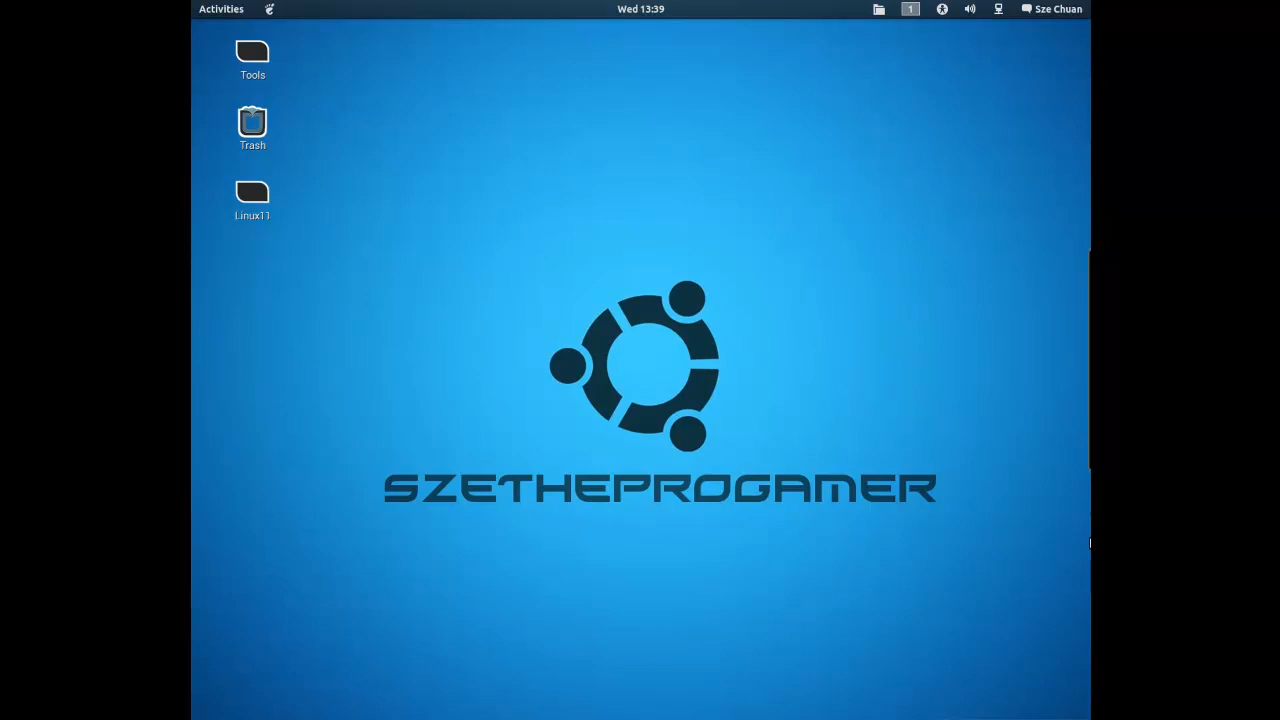 Activities Wed 13:39 1 Sze Chuan
Tools
Trash
Linux11
SZETHEPROGAMER